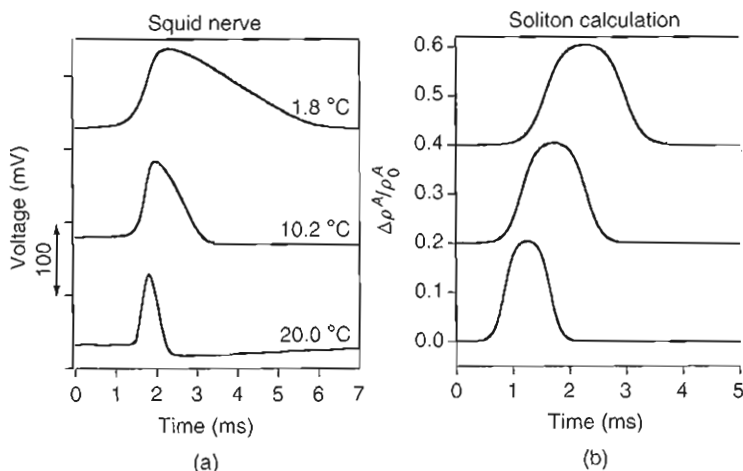 Squid nerve
Voltage (mV)
100
1.8 °C
10.2 °C
20.0 °C
0 1 2 3 4 5 6 7
Time (ms)
(a)
Soliton calculation
Δρ^A/ρ_0^A
0.6
0.5
0.4
0.3
0.2
0.1
0.0
0 1 2 3 4 5
Time (ms)
(b)